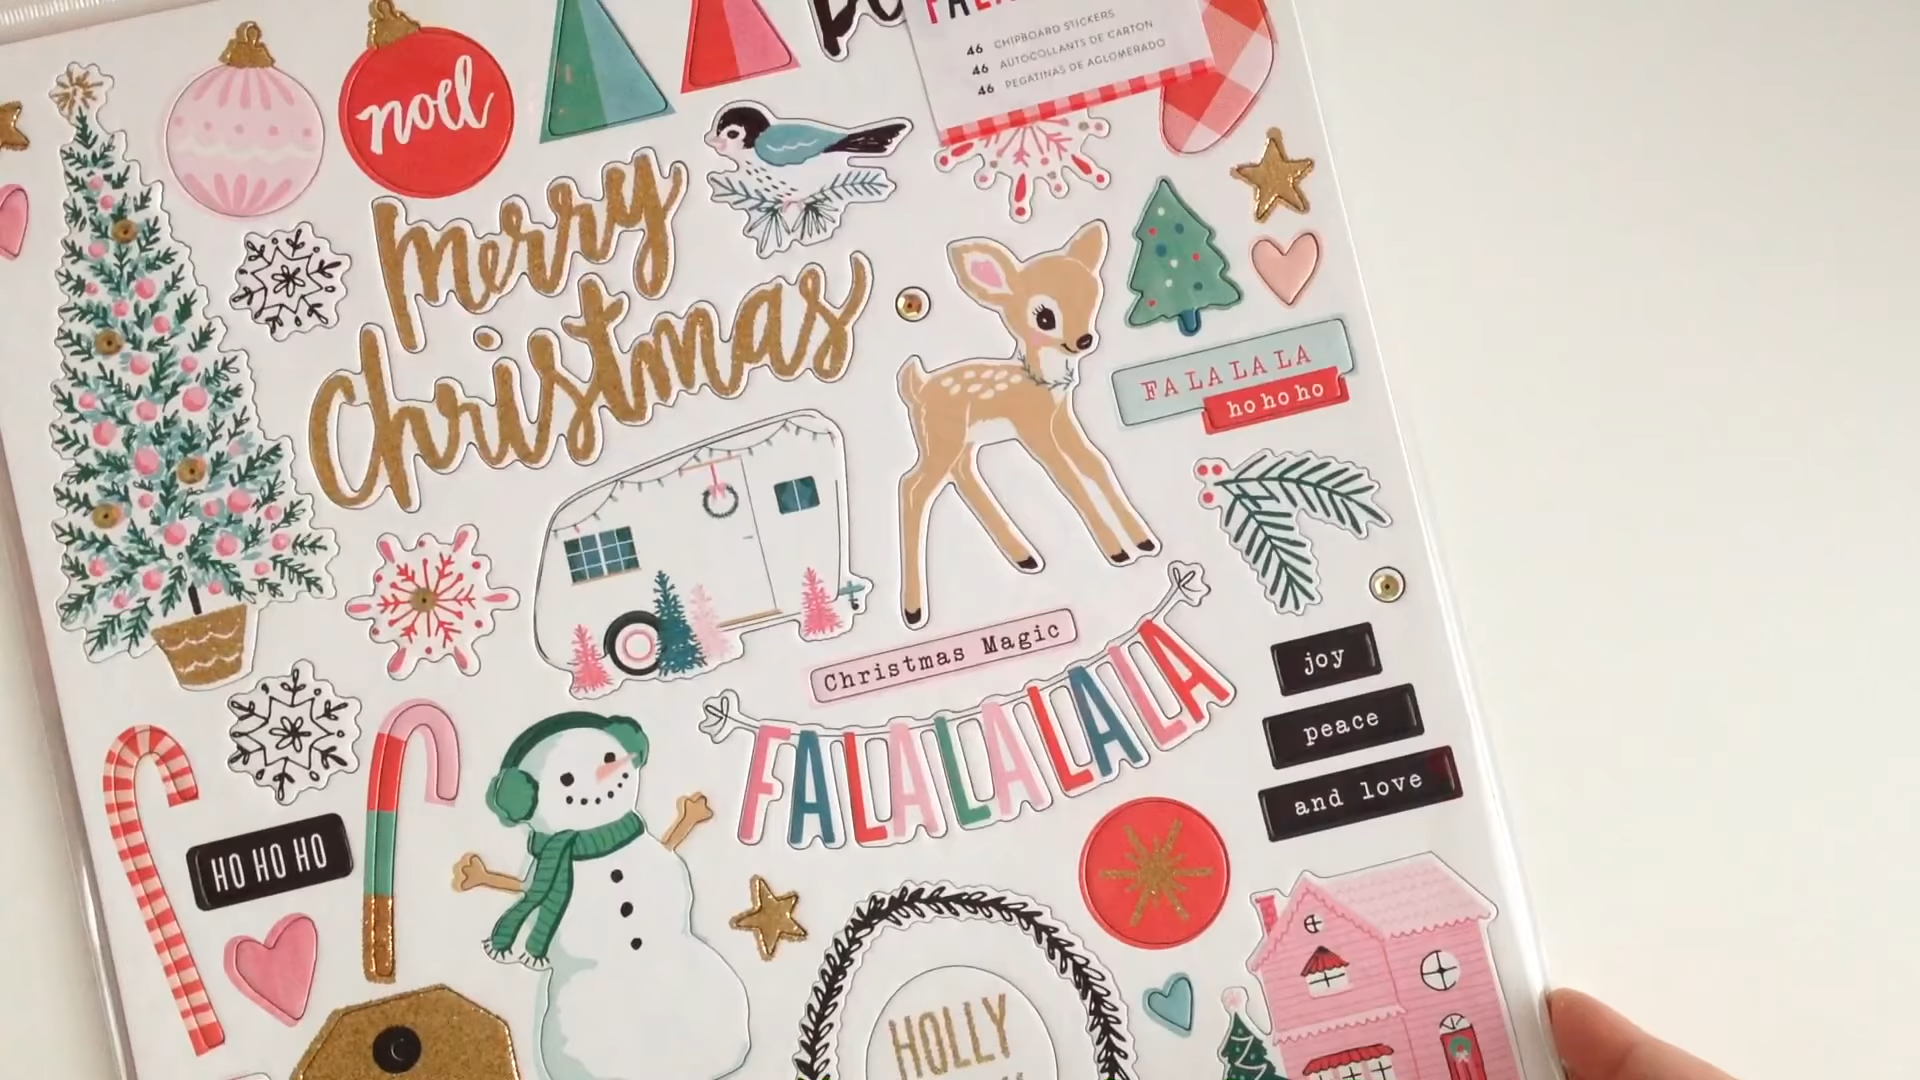 46 CHIPBOARD STICKERS
46 AUTOCOLLANTS DE CARTON
46 PEGATINAS DE AGLOMERADO
noel
merry
Christmas
FA LA LA LA
ho ho ho
Christmas Magic
FALALALALA
joy
peace
and love
HO HO HO
HOLLY